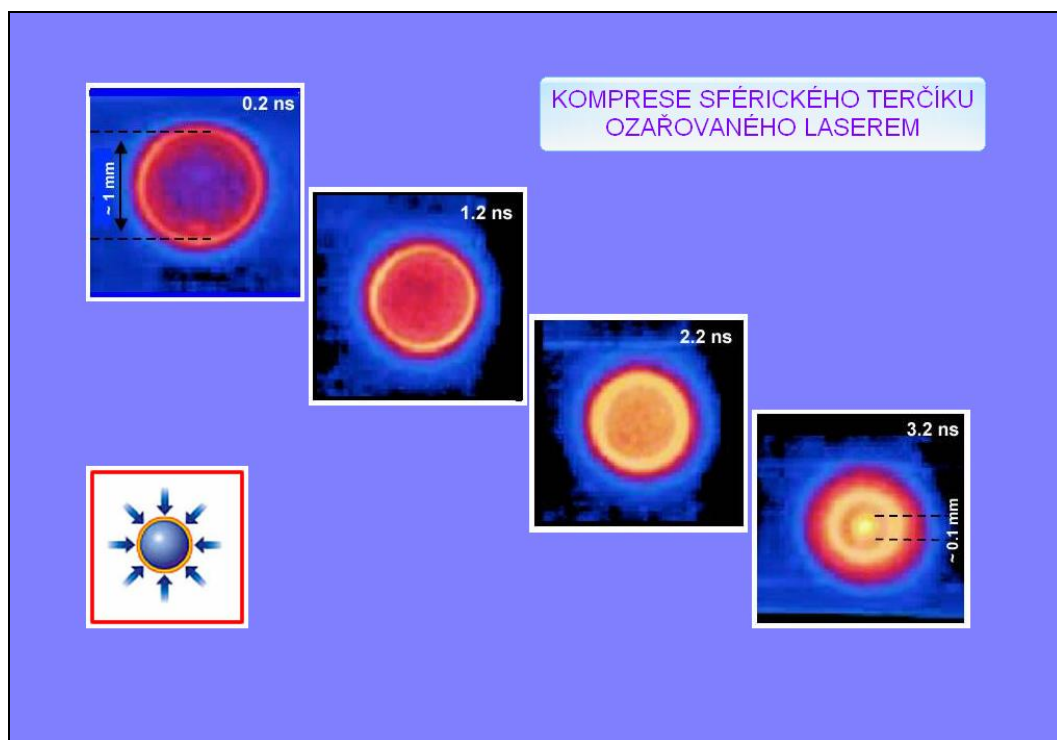 0.2 ns
KOMPRESE SFÉRICKÉHO TERČÍKU
OZAŘOVANÉHO LASEREM
~ 1 mm
1.2 ns
2.2 ns
3.2 ns
~ 0.1 mm